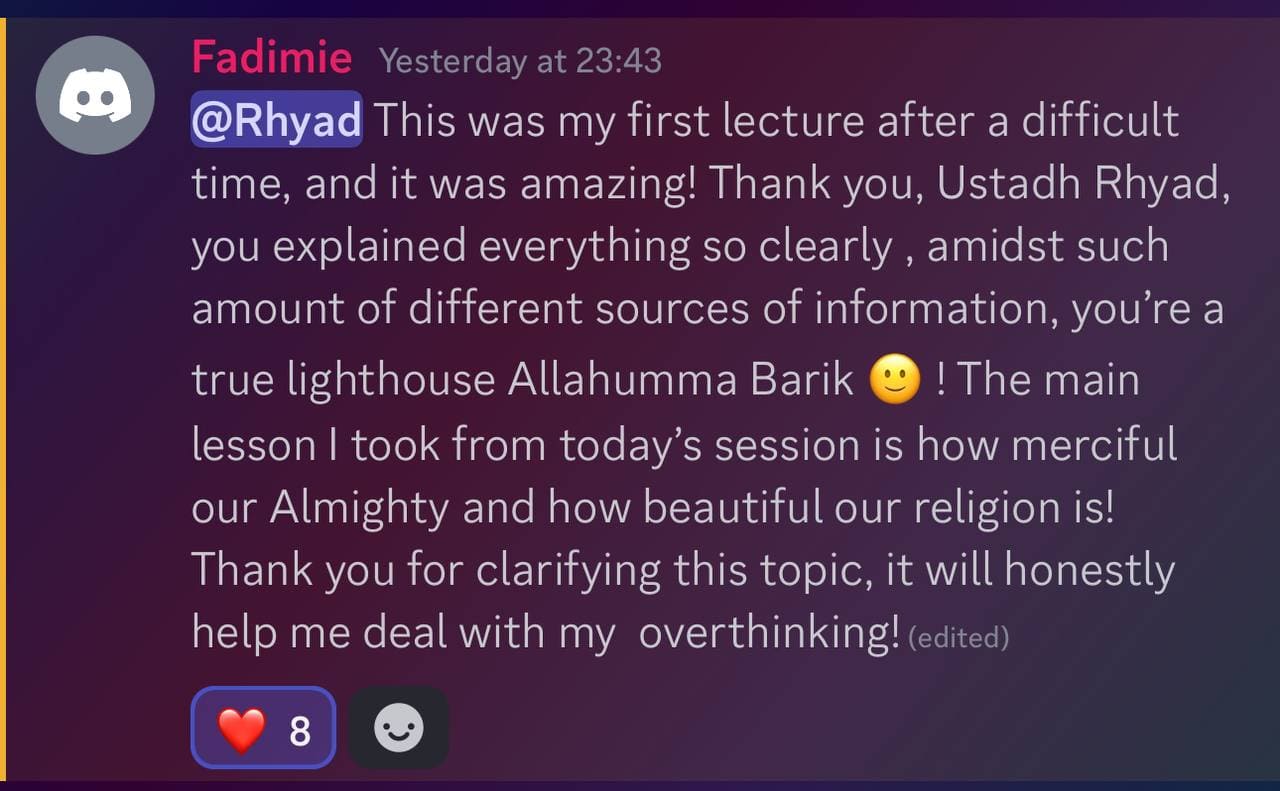 Fadimie Yesterday at 23:43
@Rhyad This was my first lecture after a difficult
time, and it was amazing! Thank you, Ustadh Rhyad,
you explained everything so clearly , amidst such
amount of different sources of information, you’re a
true lighthouse Allahumma Barik 🙂 ! The main
lesson I took from today’s session is how merciful
our Almighty and how beautiful our religion is!
Thank you for clarifying this topic, it will honestly
help me deal with my  overthinking! (edited)
❤️ 8